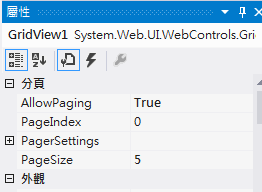 屬性
GridView1 System.Web.UI.WebControls.Gri
分頁
AllowPaging True
PageIndex 0
PagerSettings
PageSize 5
外觀